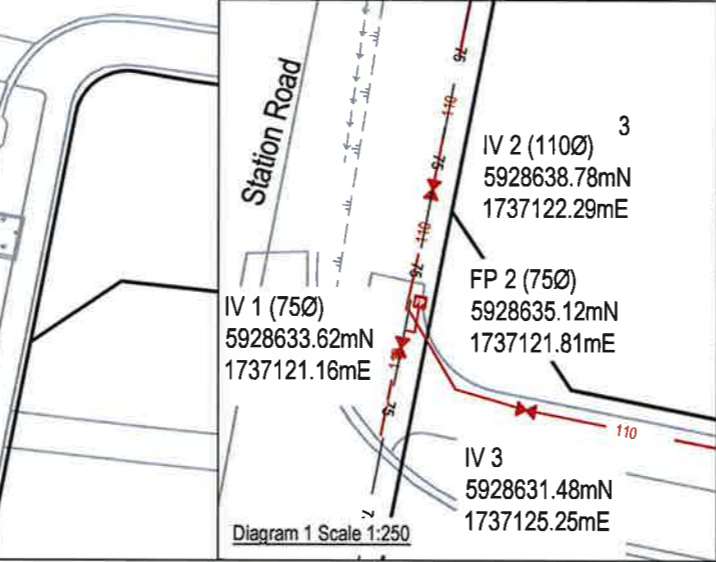 Station Road
75
110
75
110
75
3
IV 2 (110Ø)
5928638.78mN
1737122.29mE
IV 1 (75Ø)
5928633.62mN
1737121.16mE
FP 2 (75Ø)
5928635.12mN
1737121.81mE
75
110
IV 3
5928631.48mN
1737125.25mE
Diagram 1 Scale 1:250